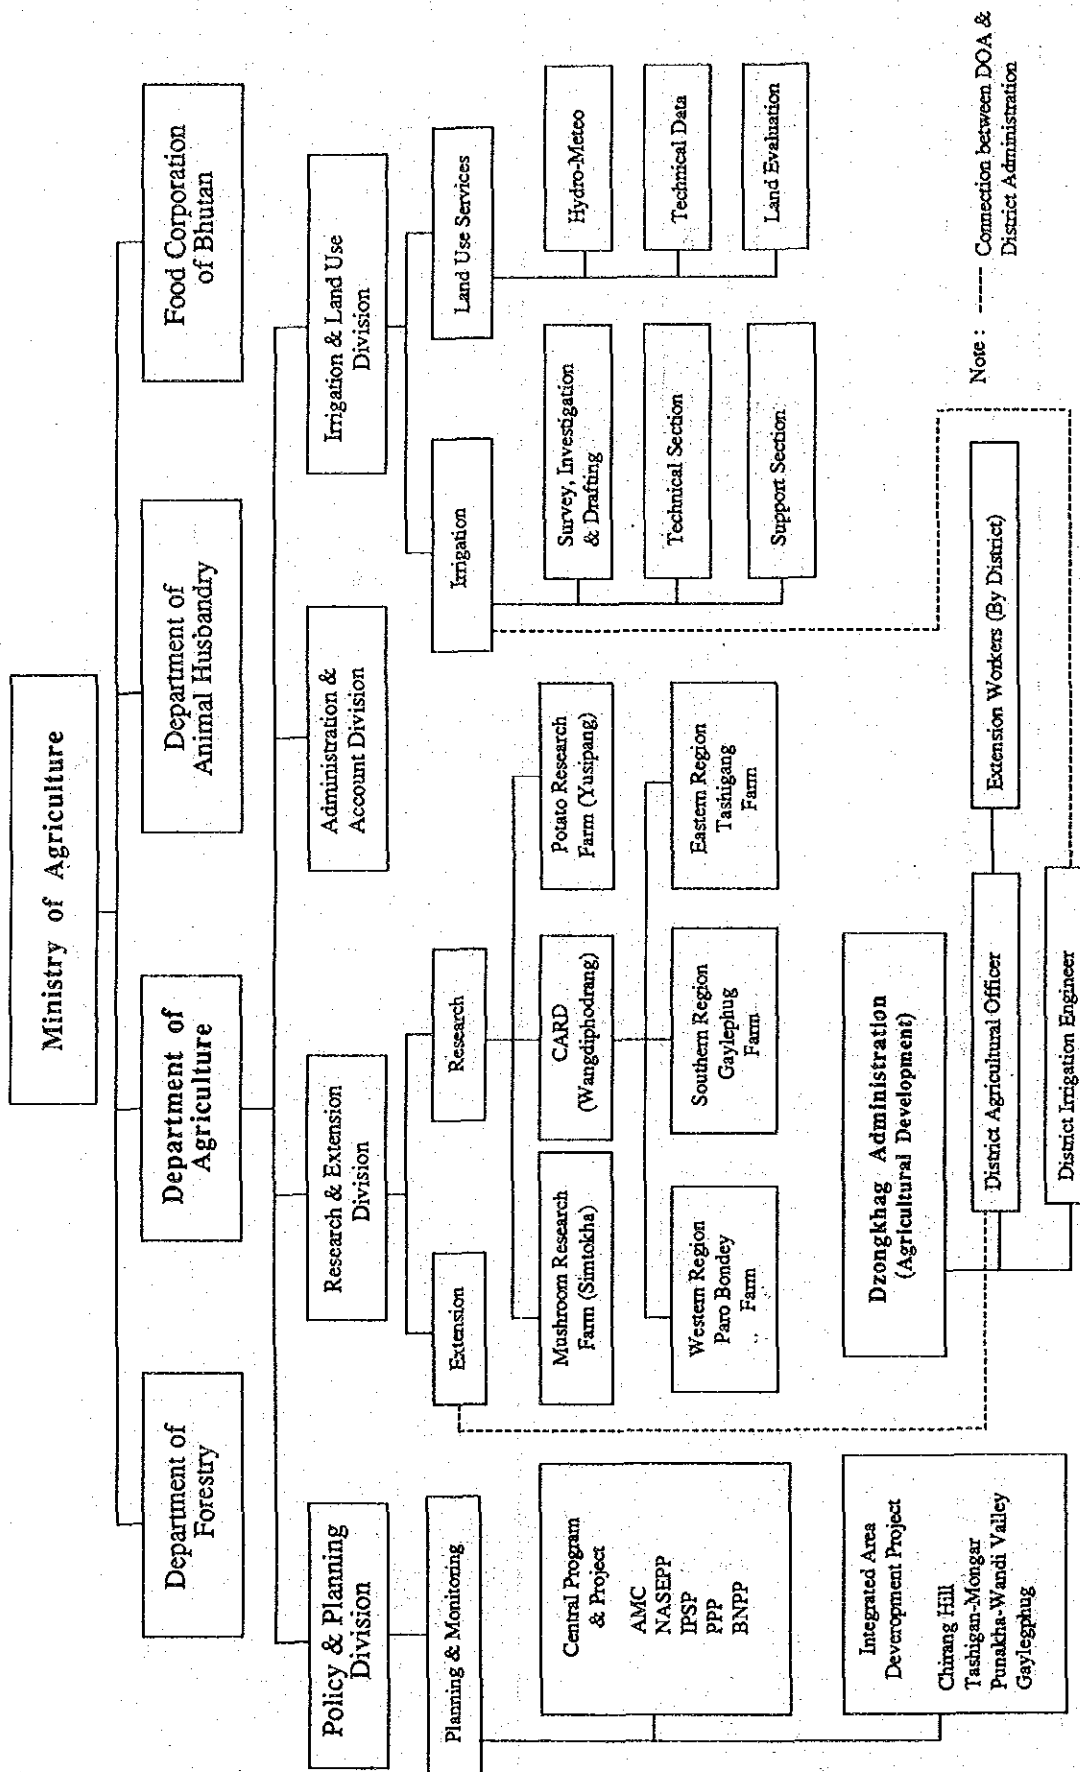 Ministry of Agriculture
Department of
Forestry
Department of
Agriculture
Department of
Animal Husbandry
Food Corporation
of Bhutan
Policy & Planning
Division
Research & Extension
Division
Administration &
Account Division
Irrigation & Land Use
Division
Planning & Monitoring
Extension
Research
Irrigation
Land Use Services
Central Program
& Project
AMC
NASEPP
IPSP
PPP
BNPP
Mushroom Research
Farm (Simtokha)
CARD
(Wangdiphodrang)
Potato Research
Farm (Yusipang)
Survey, Investigation
& Drafting
Hydro-Meteo
Technical Section
Technical Data
Western Region
Paro Bondey
Farm
Southern Region
Gaylephug
Farm
Eastern Region
Tashigang
Farm
Support Section
Land Evaluation
Integrated Area
Deveropment Project
Chirang Hill
Tashigan-Mongar
Punakha-Wandi Valley
Gaylegphug
Dzongkhag Administration
(Agricultural Development)
District Agricultural Officer
Extension Workers (By District)
District Irrigation Engineer
Note : ----- Connection between DOA &
District Administration